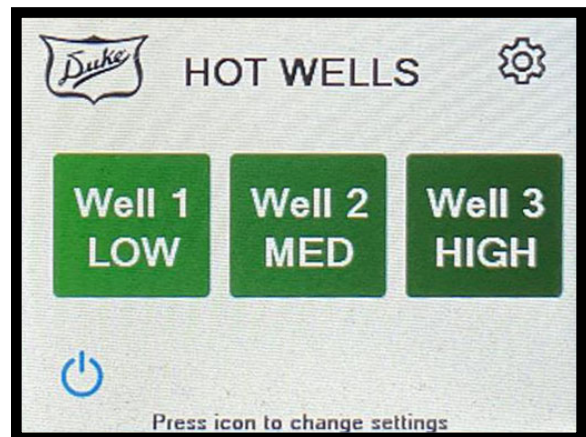 Duke
HOT WELLS
Well 1
LOW
Well 2
MED
Well 3
HIGH
Press icon to change settings